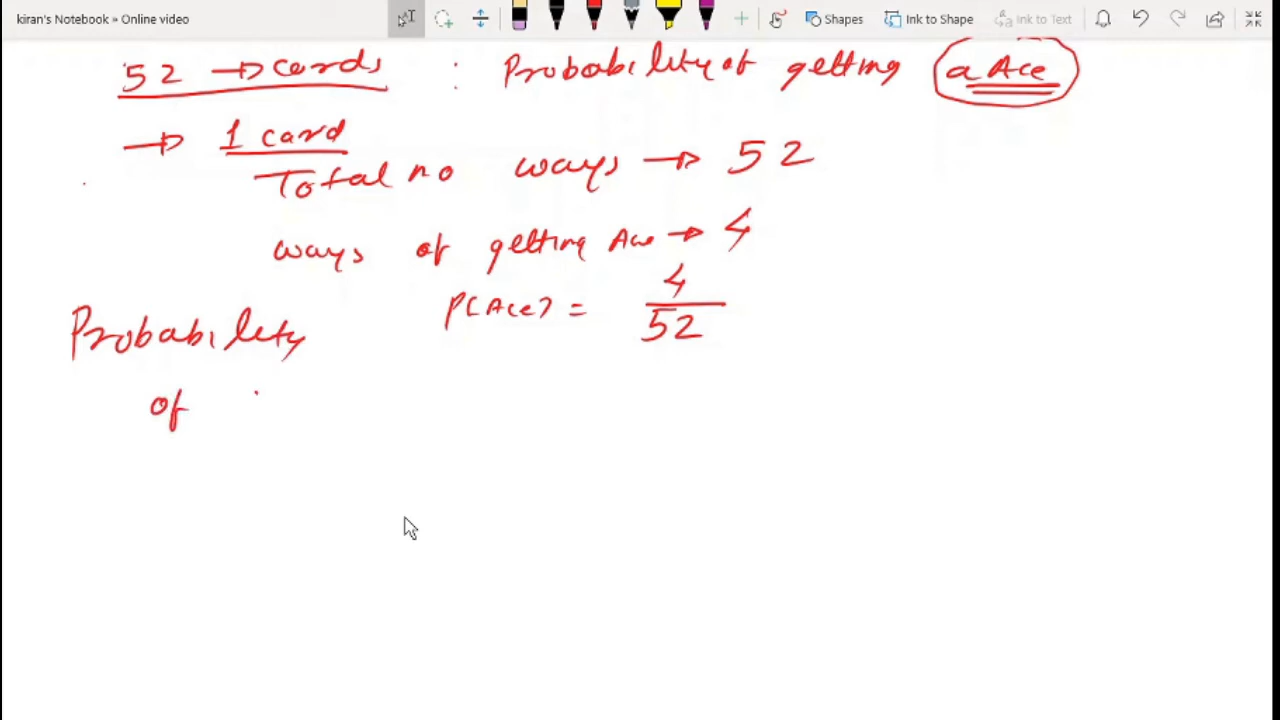 kiran's Notebook » Online video
Shapes
Ink to Shape
Ink to Text
52 → cards : Probability of getting a Ace
→ 1 card
Total no ways → 52
ways of getting Ace → 4
P(Ace) = 4/52
Probability
of